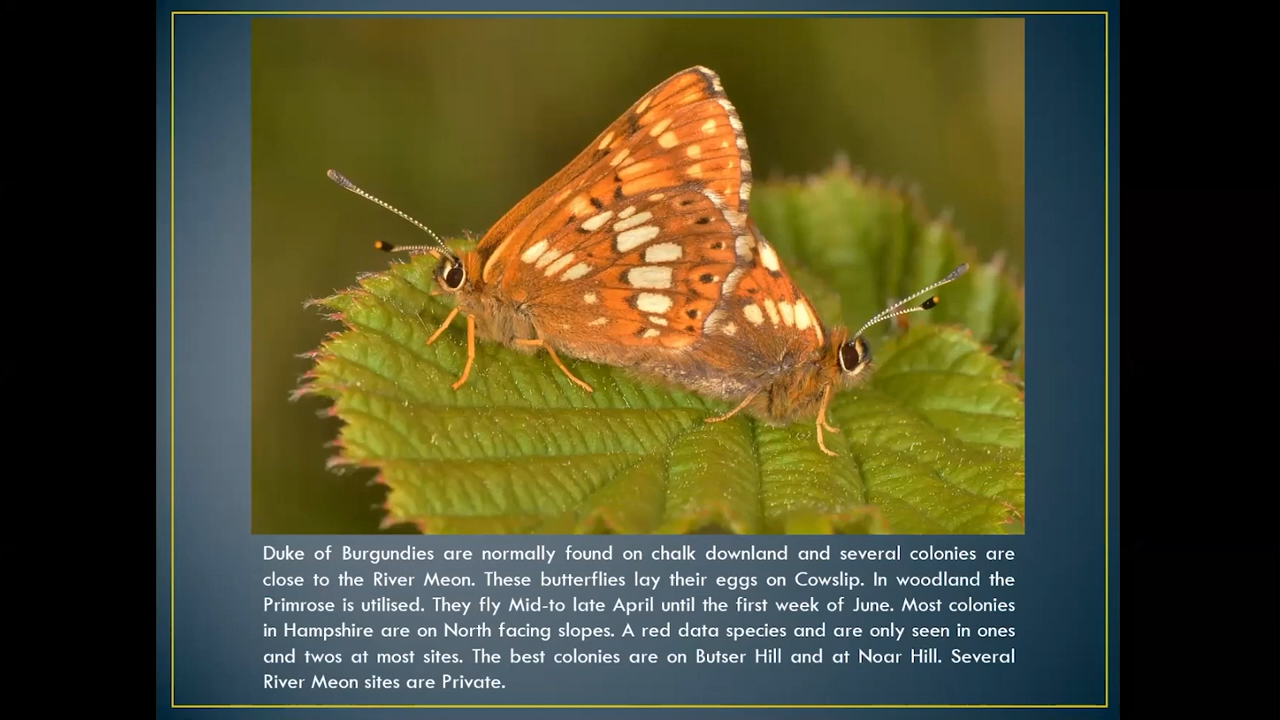 Duke of Burgundies are normally found on chalk downland and several colonies are
close to the River Meon. These butterflies lay their eggs on Cowslip. In woodland the
Primrose is utilised. They fly Mid-to late April until the first week of June. Most colonies
in Hampshire are on North facing slopes. A red data species and are only seen in ones
and twos at most sites. The best colonies are on Butser Hill and at Noar Hill. Several
River Meon sites are Private.